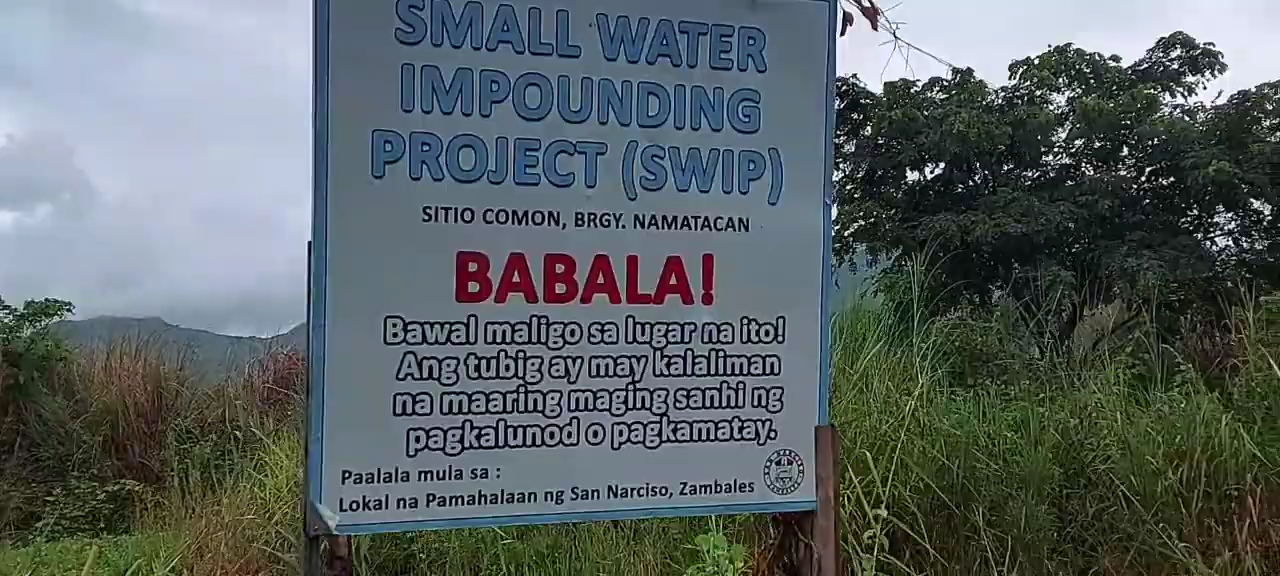 SMALL WATER
IMPOUNDING
PROJECT (SWIP)
SITIO COMON, BRGY. NAMATACAN
BABALA!
Bawal maligo sa lugar na ito!
Ang tubig ay may kalaliman
na maaring maging sanhi ng
pagkalunod o pagkamatay.
Paalala mula sa :
Lokal na Pamahalaan ng San Narciso, Zambales